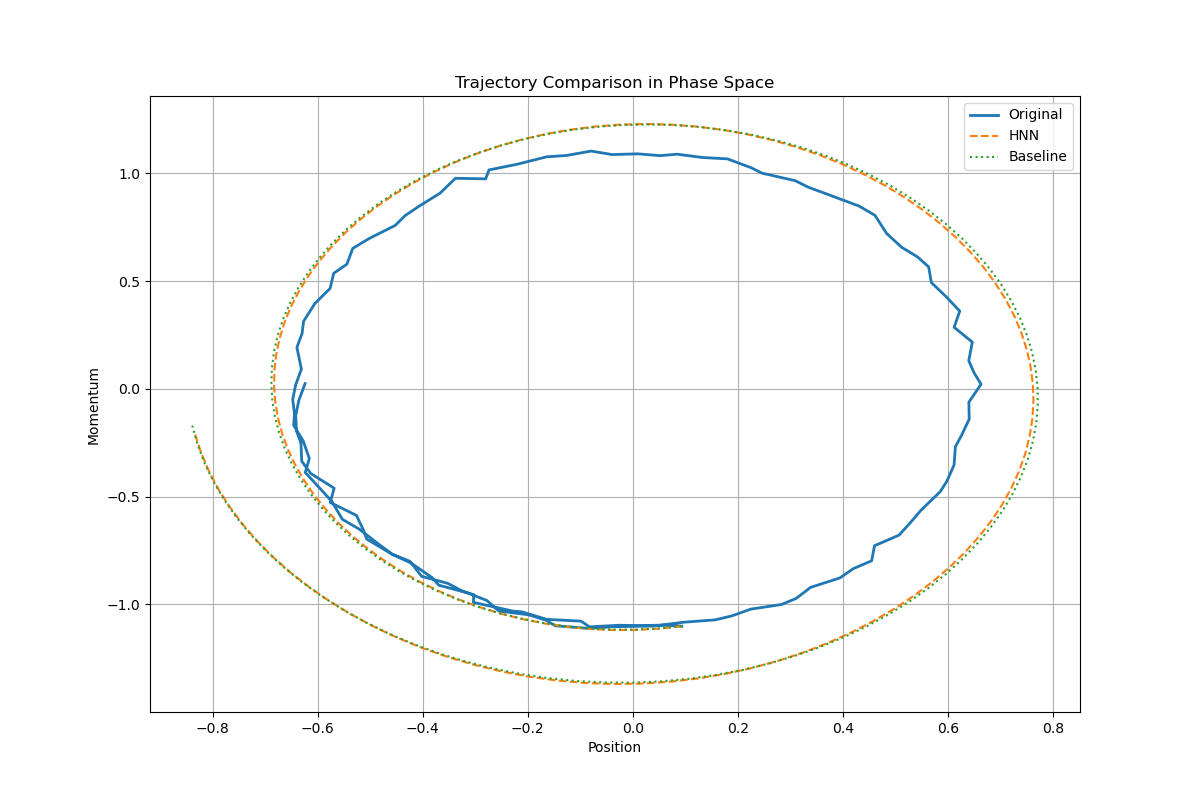 Trajectory Comparison in Phase Space
Original
HNN
Baseline
1.0
0.5
0.0
−0.5
−1.0
Momentum
−0.8
−0.6
−0.4
−0.2
0.0
0.2
0.4
0.6
0.8
Position